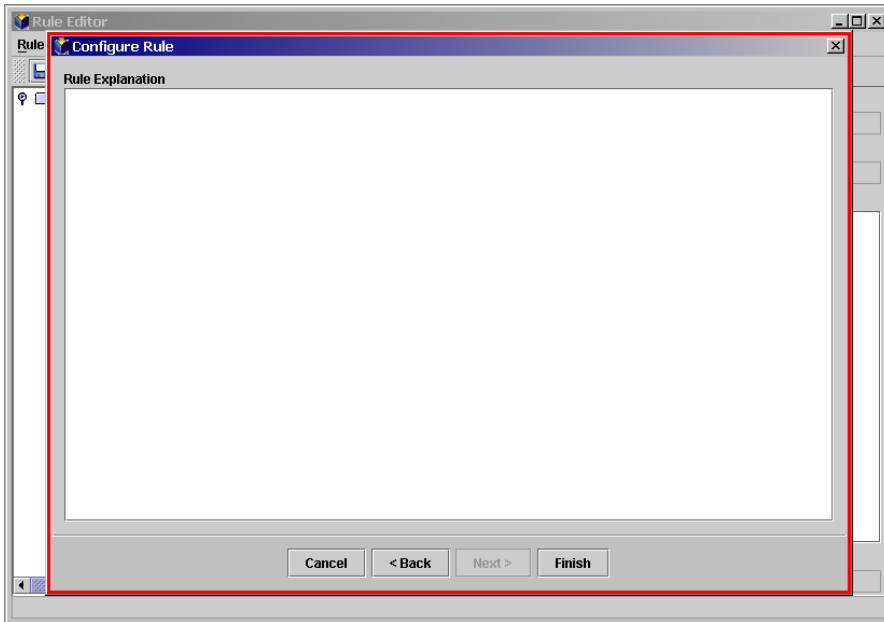 Rule Editor
Rule
Configure Rule
Rule Explanation
Cancel
< Back
Next >
Finish